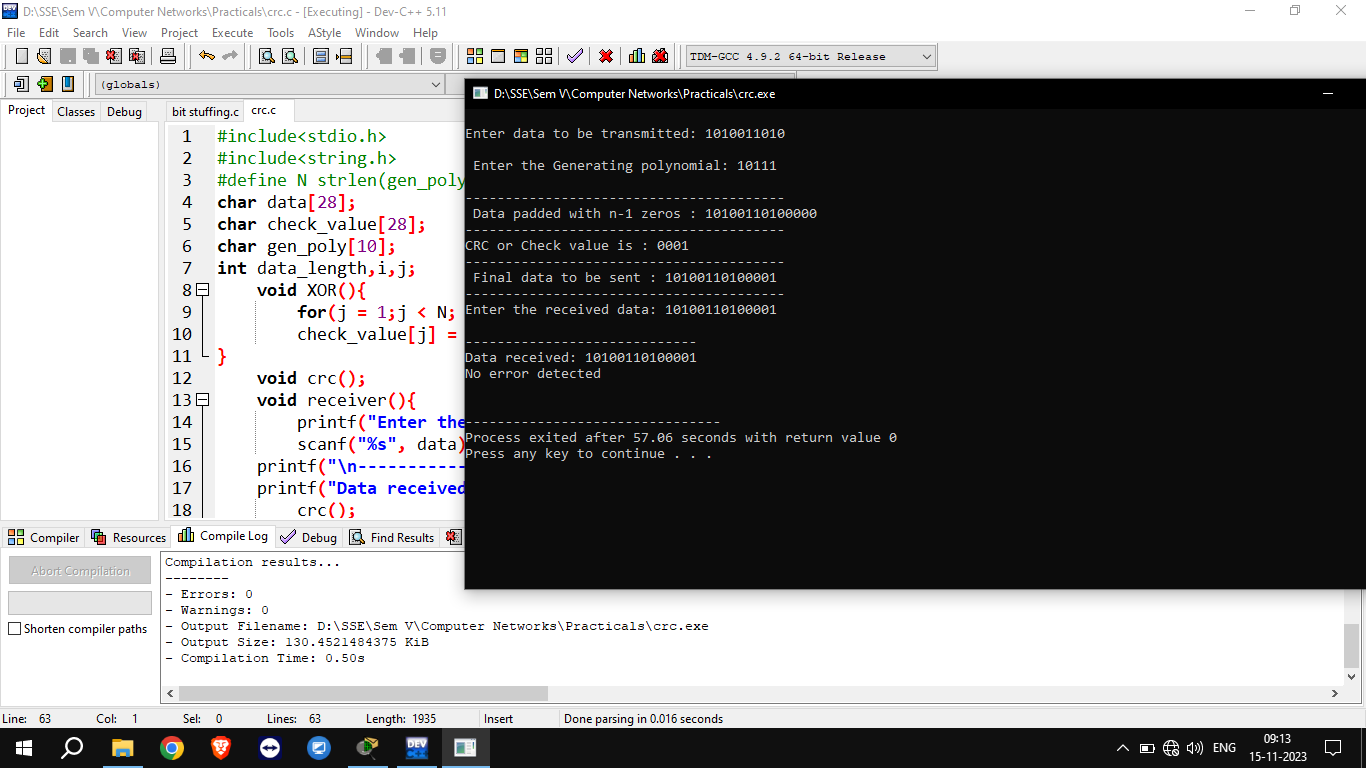 D:\SSE\Sem V\Computer Networks\Practicals\crc.c - [Executing] - Dev-C++ 5.11
File Edit Search View Project Execute Tools AStyle Window Help
TDM-GCC 4.9.2 64-bit Release
(globals)
Project Classes Debug
bit stuffing.c crc.c
1 #include<stdio.h>
2 #include<string.h>
3 #define N strlen(gen_poly
4 char data[28];
5 char check_value[28];
6 char gen_poly[10];
7 int data_length,i,j;
8 void XOR(){
9 for(j = 1;j < N;
10 check_value[j] =
11 }
12 void crc();
13 void receiver(){
14 printf("Enter the
15 scanf("%s", data)
16 printf("\n-----------
17 printf("Data received
18 crc();
D:\SSE\Sem V\Computer Networks\Practicals\crc.exe
Enter data to be transmitted: 1010011010
Enter the Generating polynomial: 10111
----------------------------------------
Data padded with n-1 zeros : 10100110100000
----------------------------------------
CRC or Check value is : 0001
----------------------------------------
Final data to be sent : 10100110100001
----------------------------------------
Enter the received data: 10100110100001
-----------------------------
Data received: 10100110100001
No error detected
--------------------------------
Process exited after 57.06 seconds with return value 0
Press any key to continue . . .
Compiler Resources Compile Log Debug Find Results
Abort Compilation
Shorten compiler paths
Compilation results...
--------
- Errors: 0
- Warnings: 0
- Output Filename: D:\SSE\Sem V\Computer Networks\Practicals\crc.exe
- Output Size: 130.4521484375 KiB
- Compilation Time: 0.50s
Line: 63 Col: 1 Sel: 0 Lines: 63 Length: 1935 Insert Done parsing in 0.016 seconds
DEV
ENG
09:13
15-11-2023